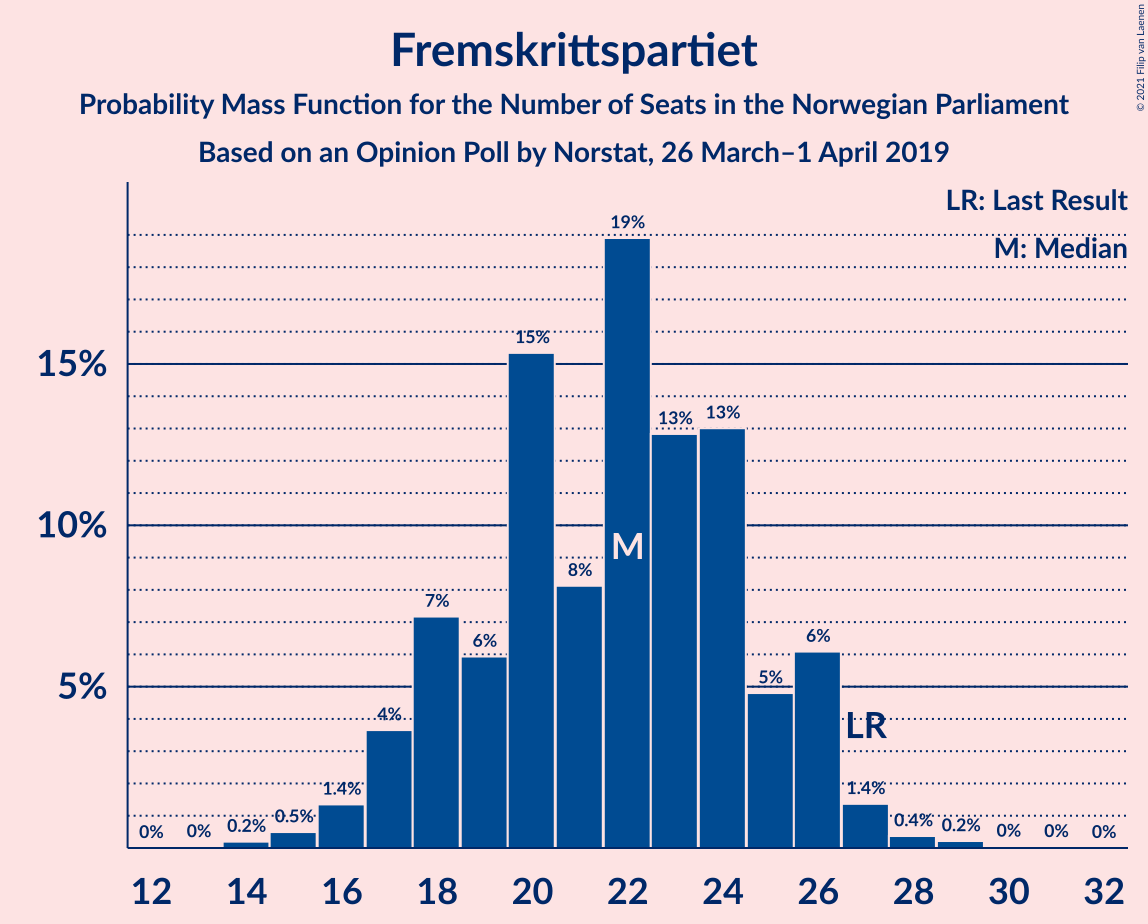 Fremskrittspartiet
Probability Mass Function for the Number of Seats in the Norwegian Parliament
Based on an Opinion Poll by Norstat, 26 March–1 April 2019
© 2021 Filip van Laenen
LR: Last Result
M: Median
15%
10%
5%
0%
0%
0.2%
0.5%
1.4%
4%
7%
6%
15%
8%
19%
M
13%
13%
5%
6%
LR
1.4%
0.4%
0.2%
0%
0%
0%
12 14 16 18 20 22 24 26 28 30 32